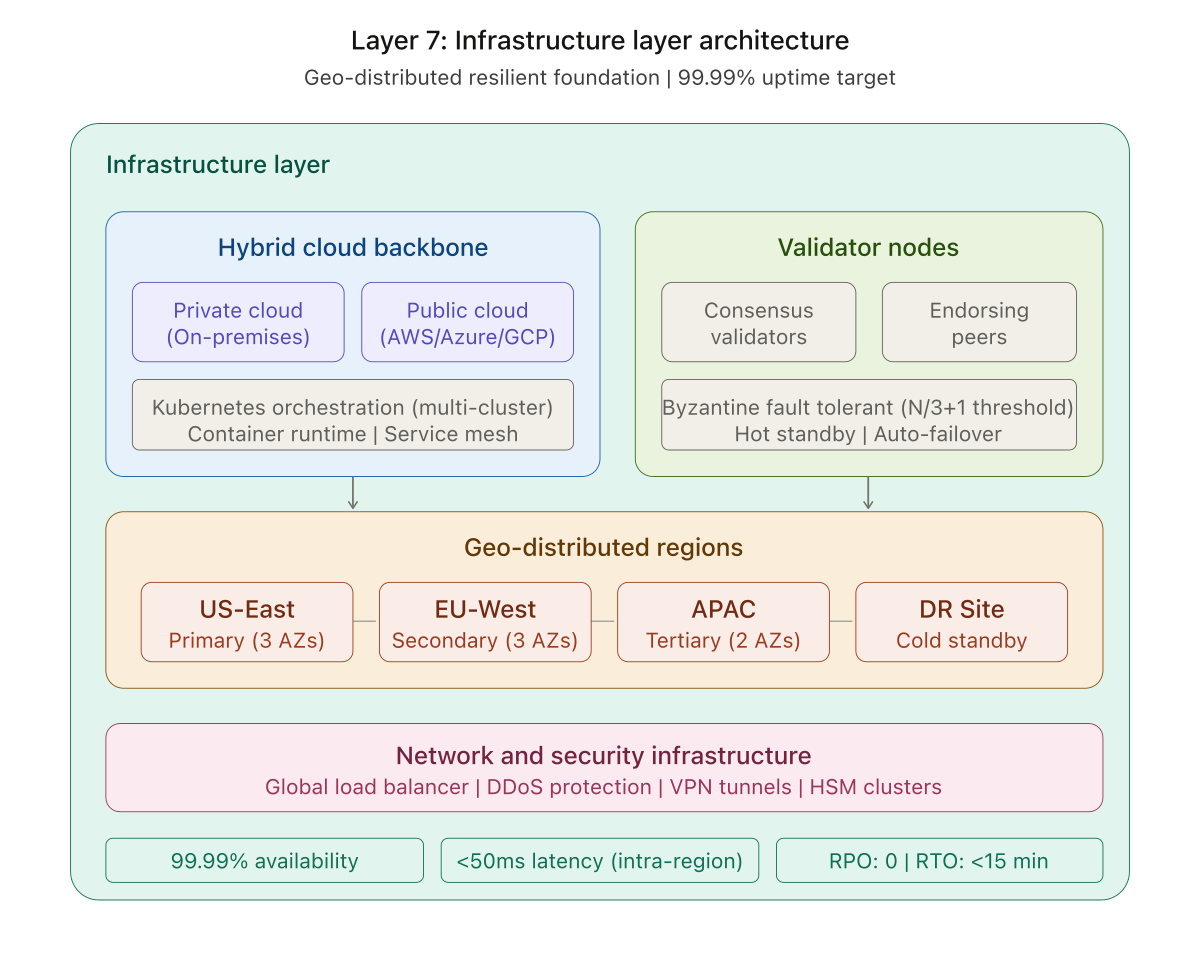 Layer 7: Infrastructure layer architecture
Geo-distributed resilient foundation | 99.99% uptime target
Infrastructure layer
Hybrid cloud backbone
Private cloud
(On-premises)
Public cloud
(AWS/Azure/GCP)
Kubernetes orchestration (multi-cluster)
Container runtime | Service mesh
Validator nodes
Consensus
validators
Endorsing
peers
Byzantine fault tolerant (N/3+1 threshold)
Hot standby | Auto-failover
Geo-distributed regions
US-East
Primary (3 AZs)
EU-West
Secondary (3 AZs)
APAC
Tertiary (2 AZs)
DR Site
Cold standby
Network and security infrastructure
Global load balancer | DDoS protection | VPN tunnels | HSM clusters
99.99% availability
<50ms latency (intra-region)
RPO: 0 | RTO: <15 min